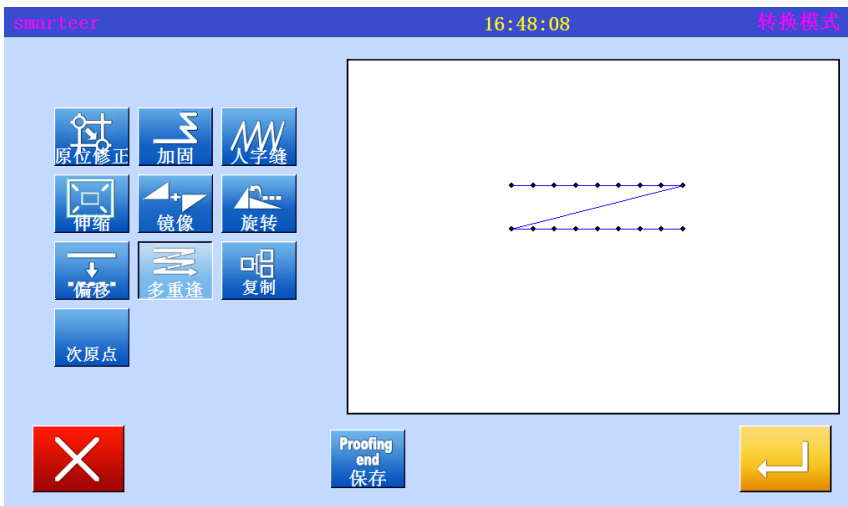 smarteer
16:48:08
转换模式
原位修正
加固
人字缝
伸缩
镜像
旋转
偏移
多重逢
复制
次原点
Proofing
end
保存